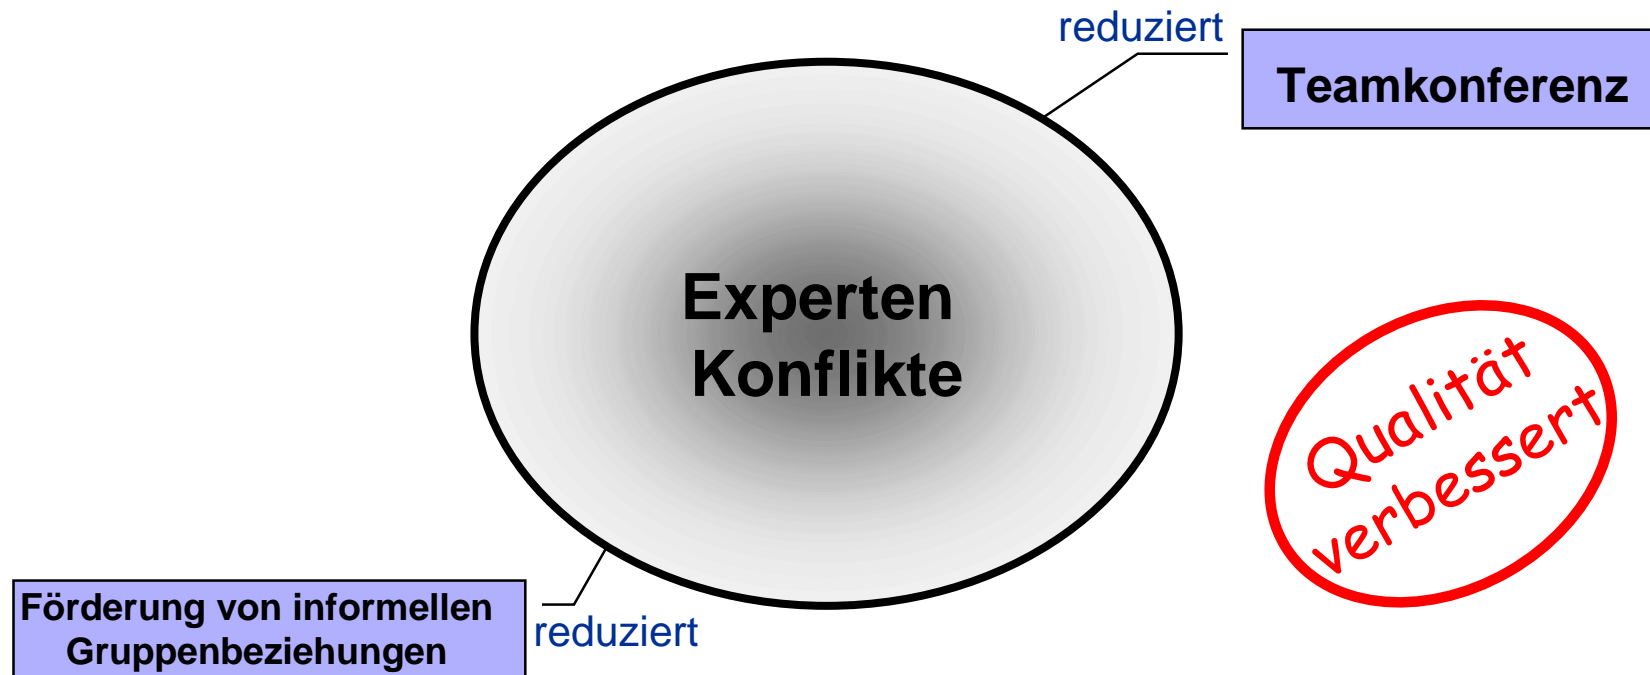 reduziert
Teamkonferenz
Experten
Konflikte
Qualität
verbessert
Förderung von informellen
Gruppenbeziehungen
reduziert